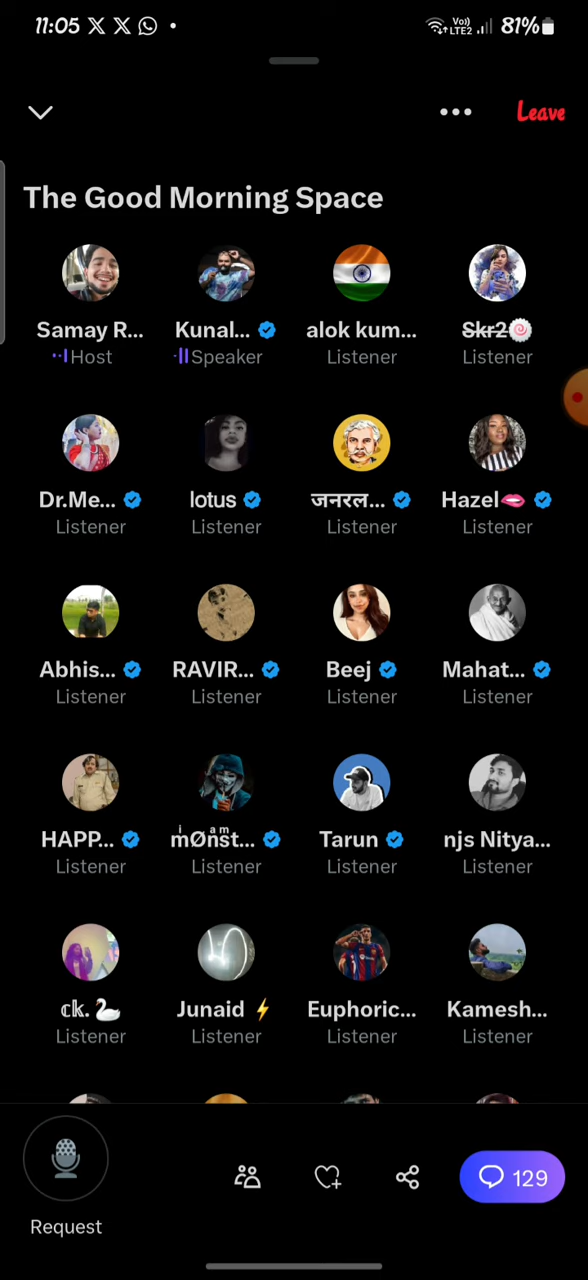 11:05 Vo)) LTE2 81%
Leave
The Good Morning Space
Samay R... Kunal... alok kum... Skr2
Host Speaker Listener Listener
Dr.Me... lotus जनरल... Hazel
Listener Listener Listener Listener
Abhis... RAVIR... Beej Mahat...
Listener Listener Listener Listener
HAPP... Tarun njs Nitya...
Listener Listener Listener Listener
𝕔𝕜. Junaid Euphoric... Kamesh...
Listener Listener Listener Listener
129
Request